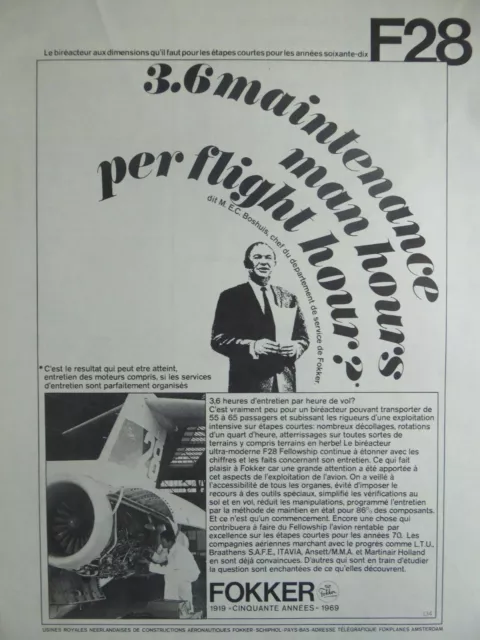 Le biréacteur aux dimensions qu'il faut pour les étapes courtes pour les années soixante-dix
F28
3.6 maintenance
man hours
per flight hour?*
dit M. E.C. Boshuis, chef du département de service de Fokker.
* C'est le resultat qui peut etre atteint,
entretien des moteurs compris, si les services
d'entretien sont parfaitement organisés
3,6 heures d'entretien par heure de vol?
C'est vraiment peu pour un biréacteur pouvant transporter de
55 à 65 passagers et subissant les rigueurs d'une exploitation
intensive sur étapes courtes: nombreux décollages, rotations
d'un quart d'heure, atterrissages sur toutes sortes de
terrains y compris terrains en herbe! Le biréacteur
ultra-moderne F28 Fellowship continue à étonner avec les
chiffres et les faits concernant son entretien. Ce qui fait
plaisir à Fokker car une grande attention a été apportée à
cet aspects de l'exploitation de l'avion. On a veillé à
l'accessibilité de tous les organes, évité d'imposer le
recours à des outils spéciaux, simplifié les vérifications au
sol et en vol, réduit les manipulations, programmé l'entretien
par la méthode de maintien en état pour 86% des composants.
Et ce n'est qu'un commencement. Encore une chose qui
contribuera à faire du Fellowship l'avion rentable par
excellence sur étapes courtes pour les années 70. Les
compagnies aériennes marchant avec le progrès comme L.T.U.,
Braathens S.A.F.E., ITAVIA, Ansett/M.M.A. et Martinair Holland
en sont déjà convaincues. D'autres qui sont en train d'étudier
la question sont enchantées de ce qu'elles découvrent.
FOKKER
1919 - CINQUANTE ANNÉES - 1969
USINES ROYALES NÉERLANDAISES DE CONSTRUCTIONS AÉRONAUTIQUES FOKKER-SCHIPHOL-PAYS-BAS ADRESSE TÉLÉGRAFIQUE FOKPLANES AMSTERDAM